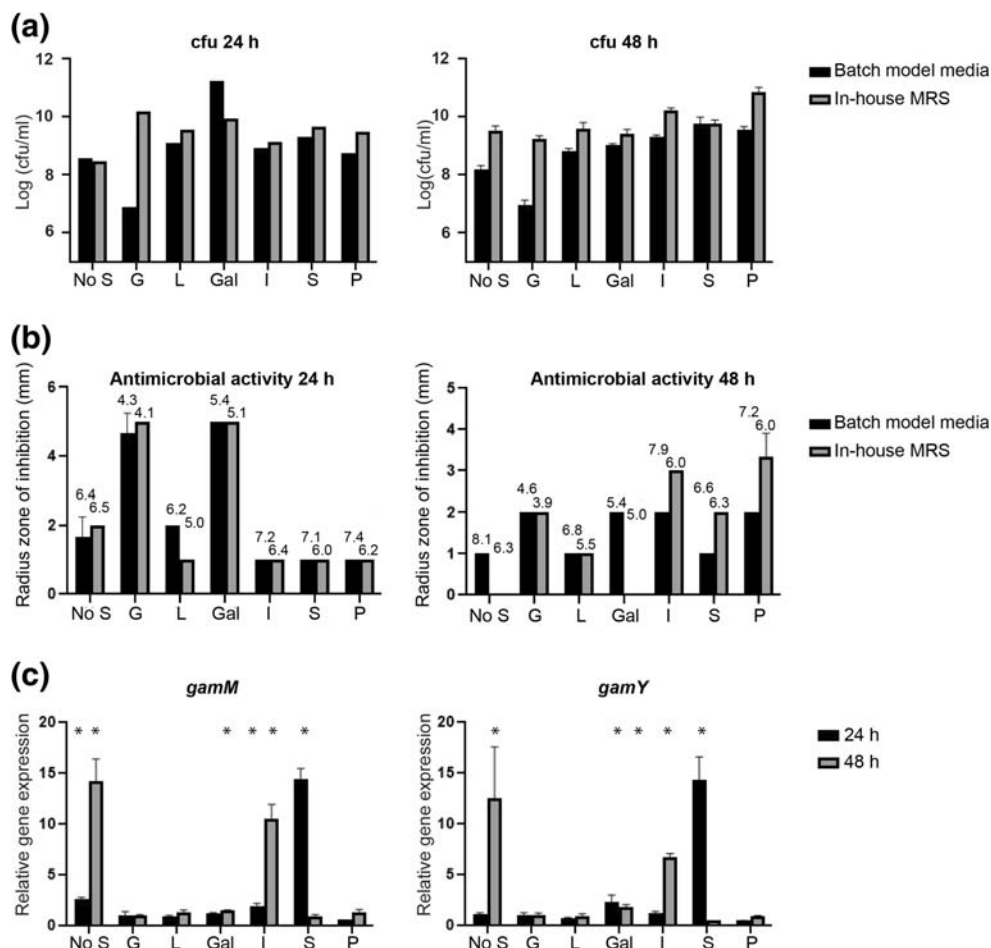 (a)
cfu 24 h
Log (cfu/ml)
12
10
8
6
No S G L Gal I S P
cfu 48 h
Log(cfu/ml)
12
10
8
6
No S G L Gal I S P
Batch model media
In-house MRS
(b)
Antimicrobial activity 24 h
Radius zone of inhibition (mm)
6
4
2
0
6.4 6.5 4.3 4.1 6.2 5.0 5.4 5.1 7.2 6.4 7.1 6.0 7.4 6.2
No S G L Gal I S P
Antimicrobial activity 48 h
Radius zone of inhibition (mm)
5
4
3
2
1
0
8.1 6.3 4.6 3.9 6.8 5.5 5.4 5.0 7.9 6.0 6.6 6.3 7.2 6.0
No S G L Gal I S P
Batch model media
In-house MRS
(c)
gamM
Relative gene expression
20
15
10
5
0
* * * * * *
No S G L Gal I S P
gamY
Relative gene expression
20
15
10
5
0
* * * * *
No S G L Gal I S P
24 h
48 h